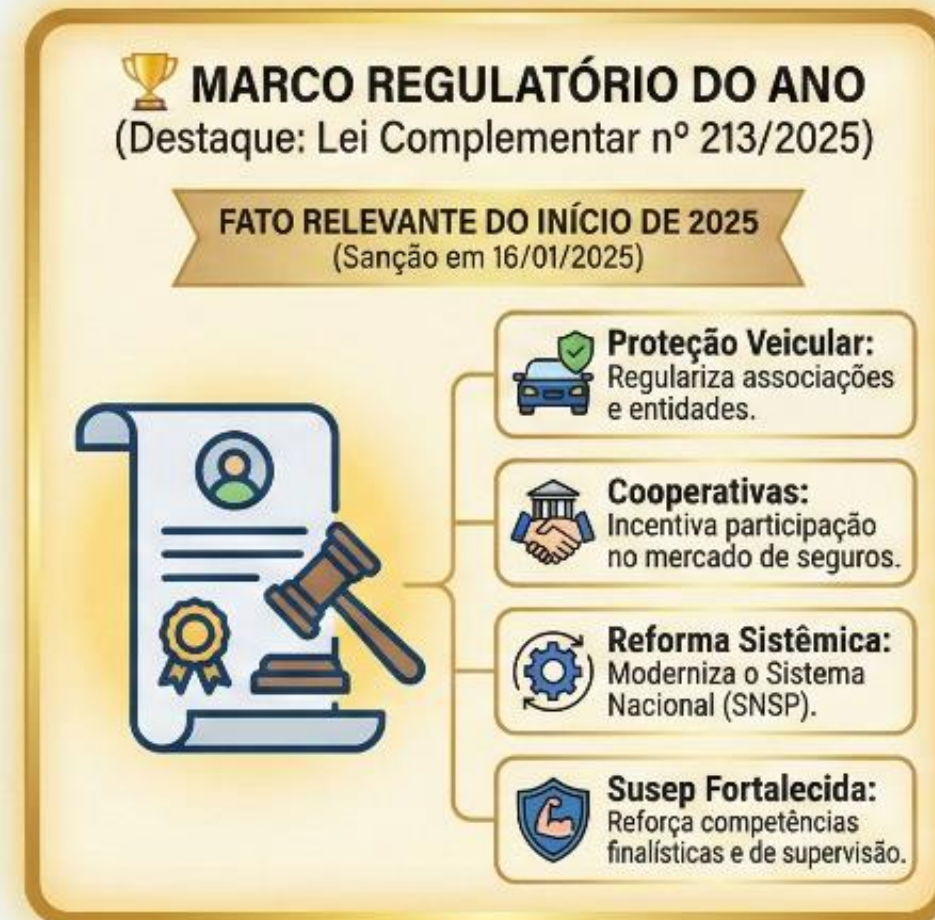 MARCO REGULATÓRIO DO ANO
(Destaque: Lei Complementar nº 213/2025)
FATO RELEVANTE DO INÍCIO DE 2025
(Sanção em 16/01/2025)
Proteção Veicular:
Regulariza associações
e entidades.
Cooperativas:
Incentiva participação
no mercado de seguros.
Reforma Sistêmica:
Moderniza o Sistema
Nacional (SNSP).
Susep Fortalecida:
Reforça competências
finalísticas e de supervisão.